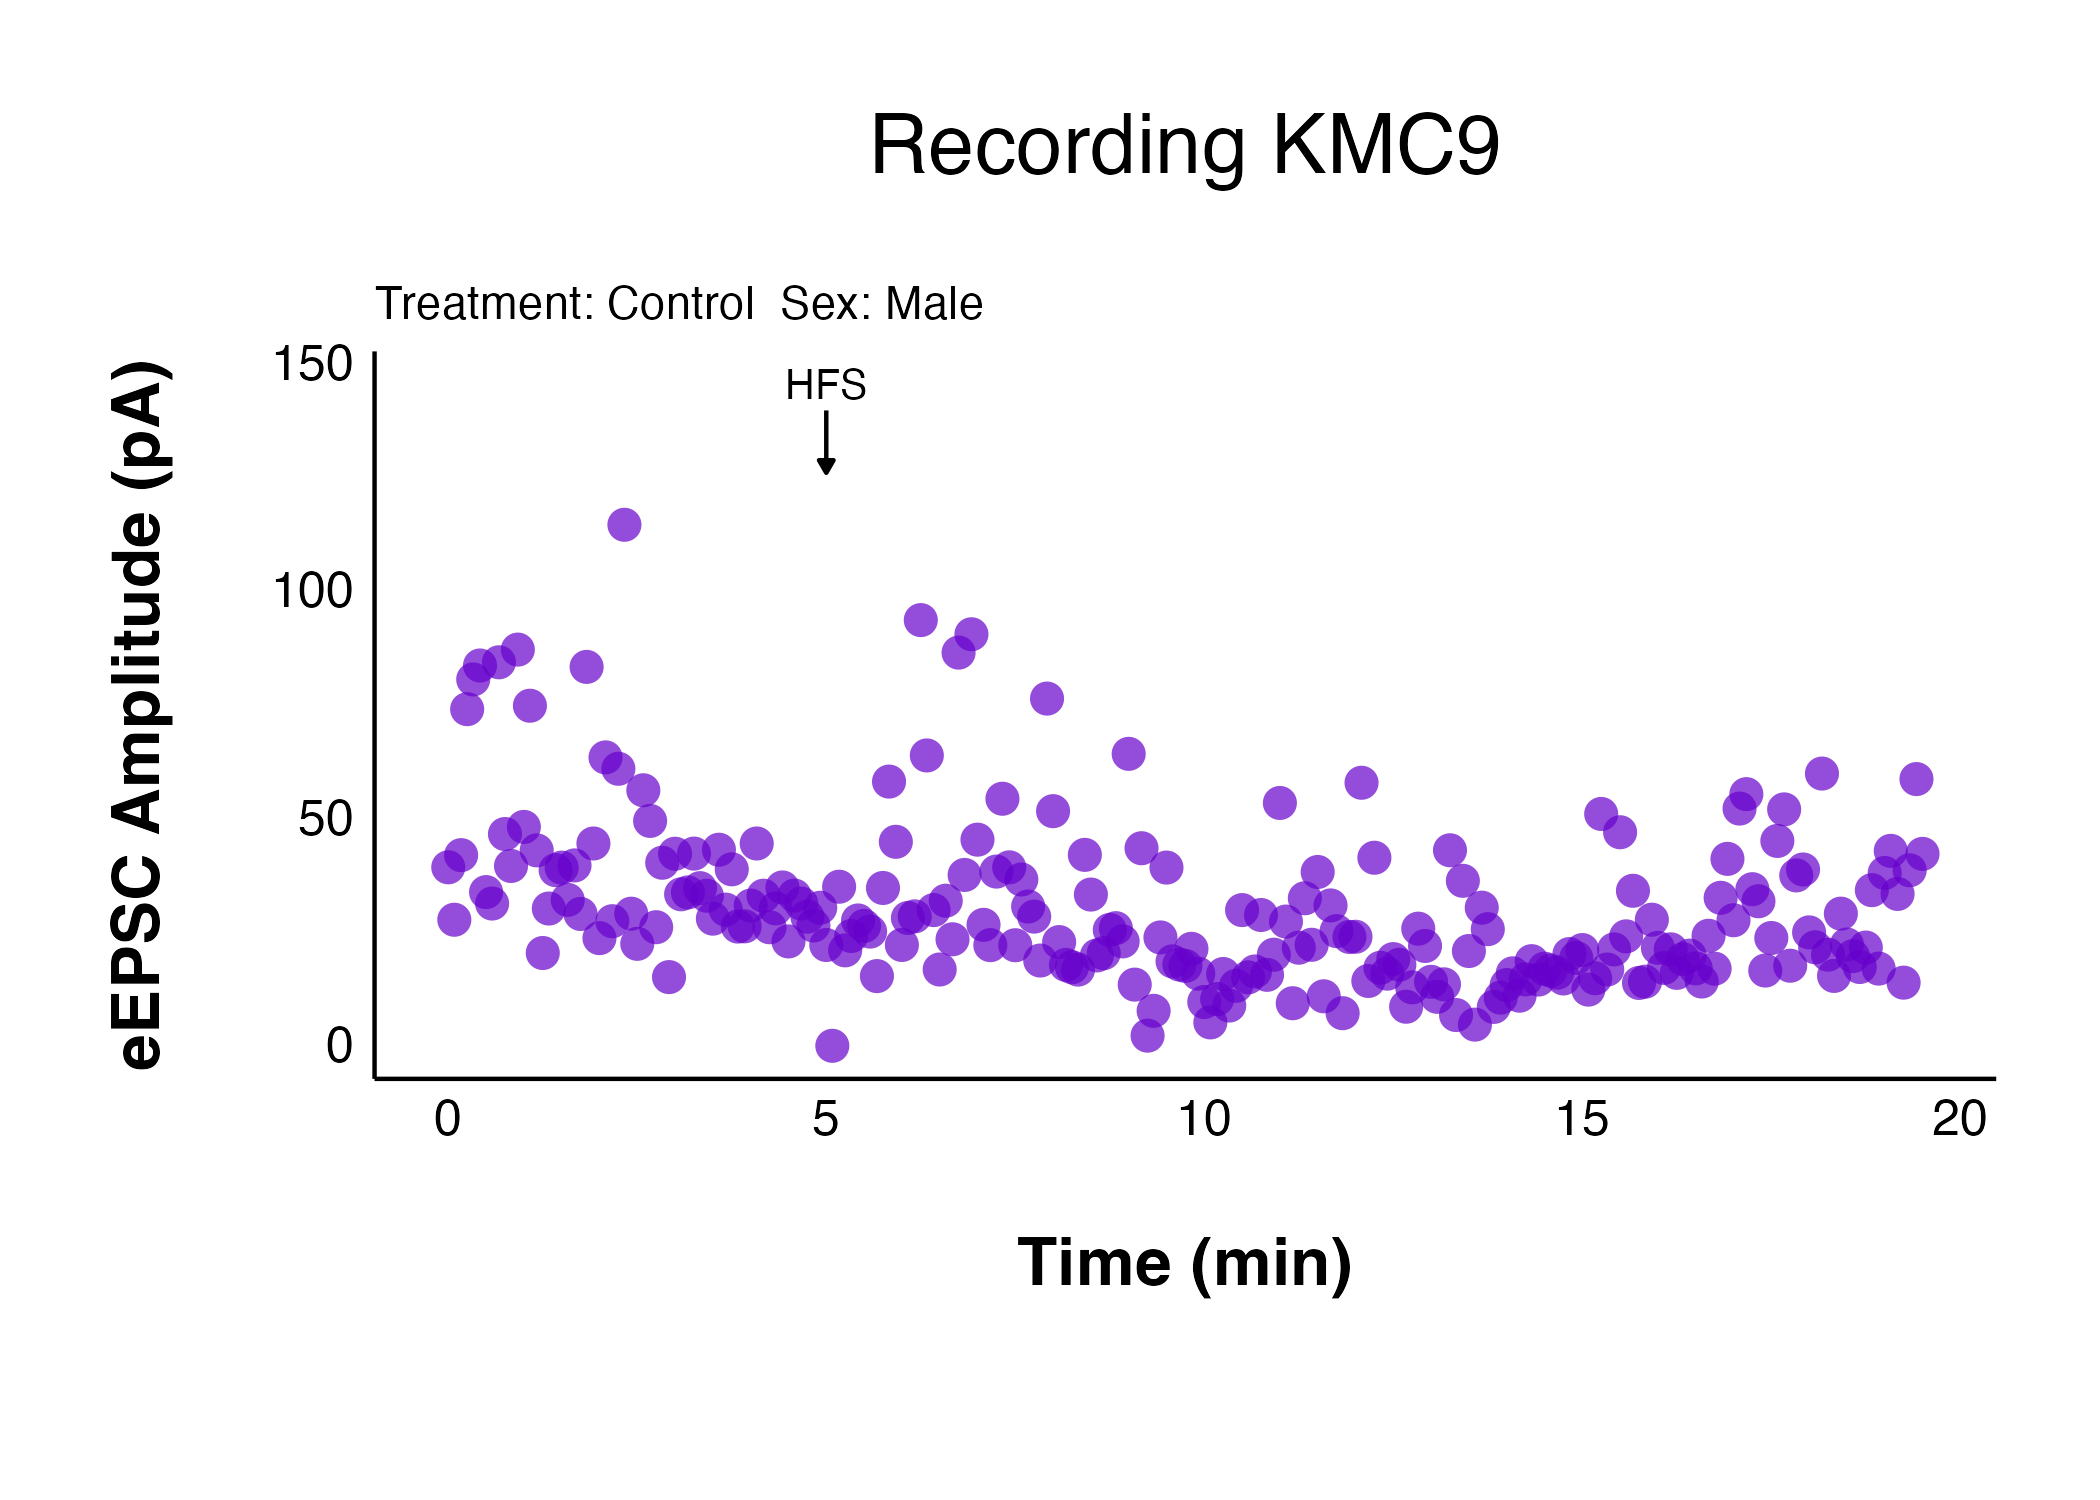 Recording KMC9
Treatment: Control  Sex: Male
eEPSC Amplitude (pA)
150
100
50
0
HFS
0
5
10
15
20
Time (min)